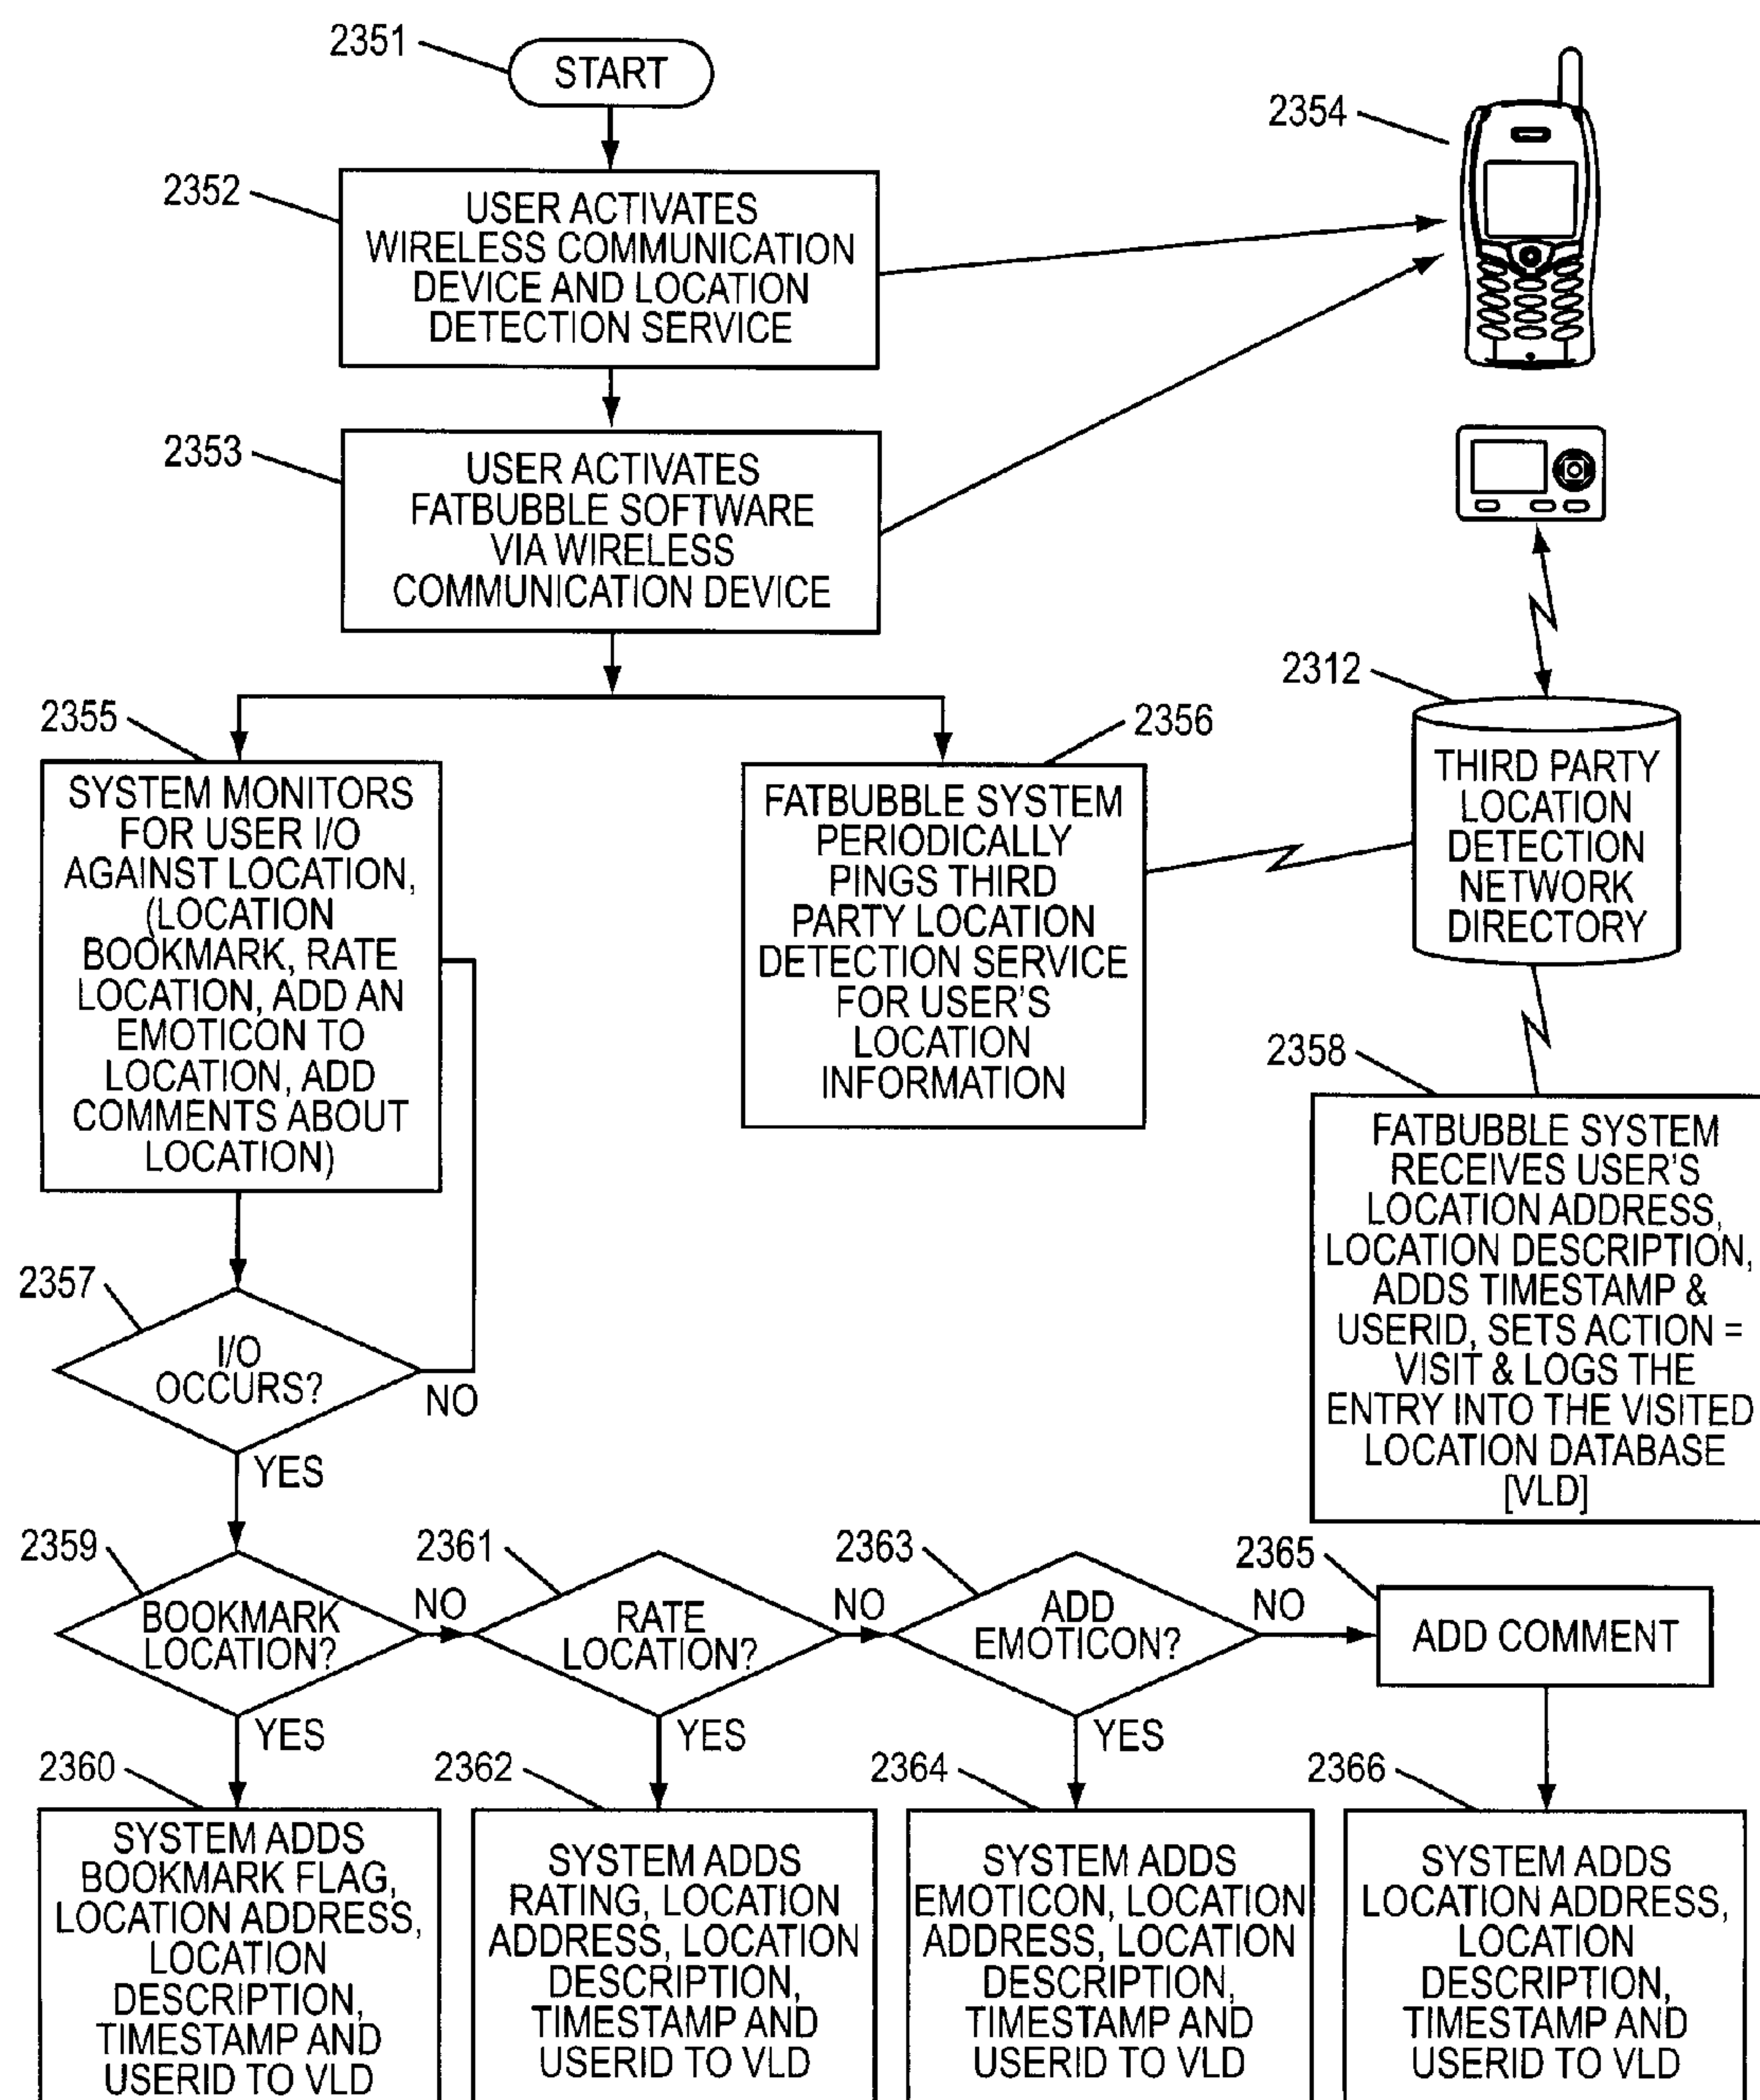 2351
START
2354
2352
USER ACTIVATES
WIRELESS COMMUNICATION
DEVICE AND LOCATION
DETECTION SERVICE
2353
USER ACTIVATES
FATBUBBLE SOFTWARE
VIA WIRELESS
COMMUNICATION DEVICE
2355
SYSTEM MONITORS
FOR USER I/O
AGAINST LOCATION,
(LOCATION
BOOKMARK, RATE
LOCATION, ADD AN
EMOTICON TO
LOCATION, ADD
COMMENTS ABOUT
LOCATION)
2356
FATBUBBLE SYSTEM
PERIODICALLY
PINGS THIRD
PARTY LOCATION
DETECTION SERVICE
FOR USER'S
LOCATION
INFORMATION
2312
THIRD PARTY
LOCATION
DETECTION
NETWORK
DIRECTORY
2358
FATBUBBLE SYSTEM
RECEIVES USER'S
LOCATION ADDRESS,
LOCATION DESCRIPTION,
ADDS TIMESTAMP &
USERID, SETS ACTION =
VISIT & LOGS THE
ENTRY INTO THE VISITED
LOCATION DATABASE
[VLD]
2357
I/O
OCCURS?
NO
YES
2359
BOOKMARK
LOCATION?
NO
YES
2361
RATE
LOCATION?
NO
YES
2363
ADD
EMOTICON?
NO
YES
2365
ADD COMMENT
2360
SYSTEM ADDS
BOOKMARK FLAG,
LOCATION ADDRESS,
LOCATION
DESCRIPTION,
TIMESTAMP AND
USERID TO VLD
2362
SYSTEM ADDS
RATING, LOCATION
ADDRESS, LOCATION
DESCRIPTION,
TIMESTAMP AND
USERID TO VLD
2364
SYSTEM ADDS
EMOTICON, LOCATION
ADDRESS, LOCATION
DESCRIPTION,
TIMESTAMP AND
USERID TO VLD
2366
SYSTEM ADDS
LOCATION ADDRESS,
LOCATION
DESCRIPTION,
TIMESTAMP AND
USERID TO VLD